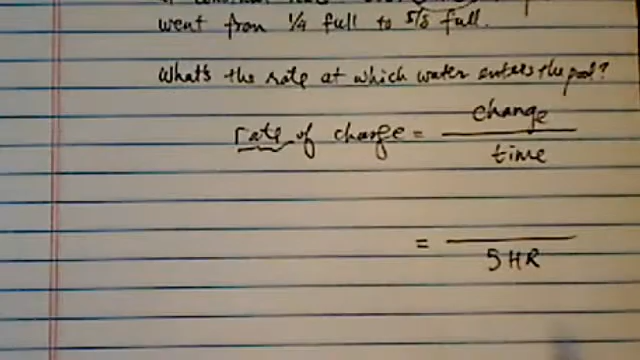 went from 1/4 full to 5/8 full.
What's the rate at which water enters the pool?
rate of change = change / time
= / 5 HR